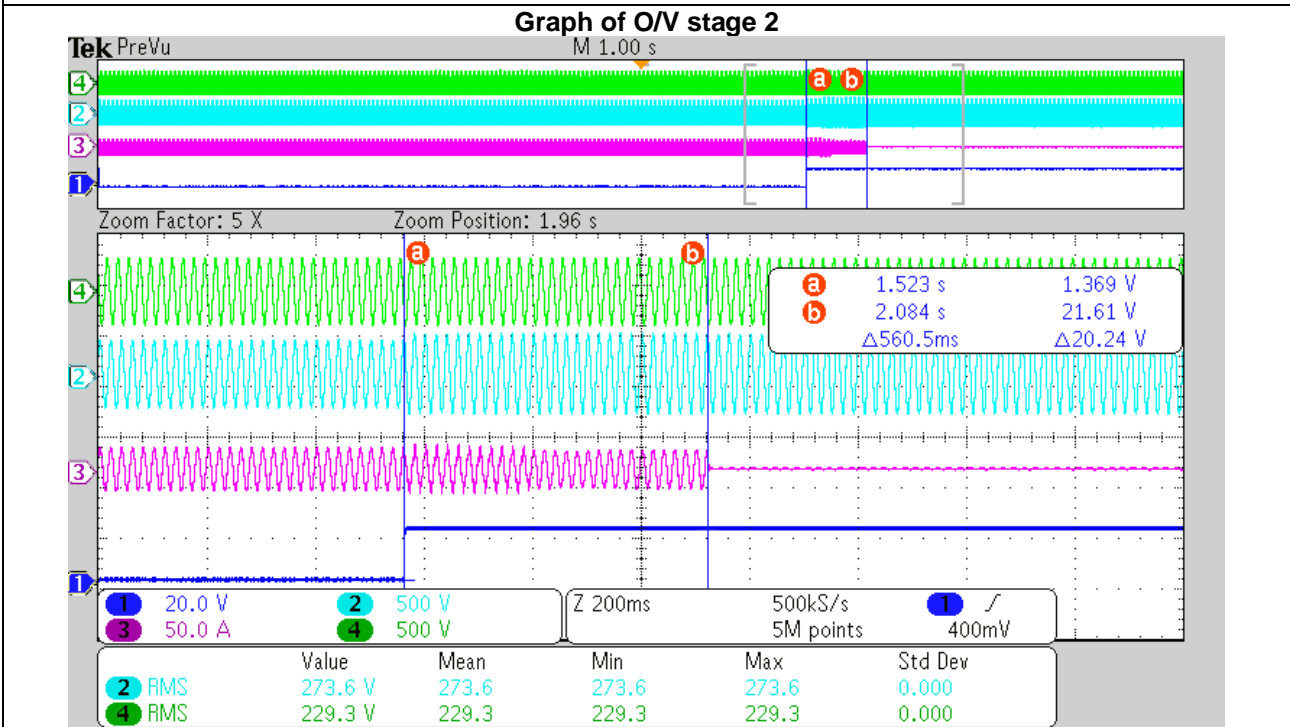 Graph of O/V stage 2
Tek PreVu M 1.00 s
4 a b
2
3
1
Zoom Factor: 5 X Zoom Position: 1.96 s
a b
4 a 1.523 s 1.369 V
b 2.084 s 21.61 V
Δ560.5ms Δ20.24 V
2
3
1
1 20.0 V 2 500 V Z 200ms 500kS/s 1 /
3 50.0 A 4 500 V 5M points 400mV
Value Mean Min Max Std Dev
2 RMS 273.6 V 273.6 273.6 273.6 0.000
4 RMS 229.3 V 229.3 229.3 229.3 0.000